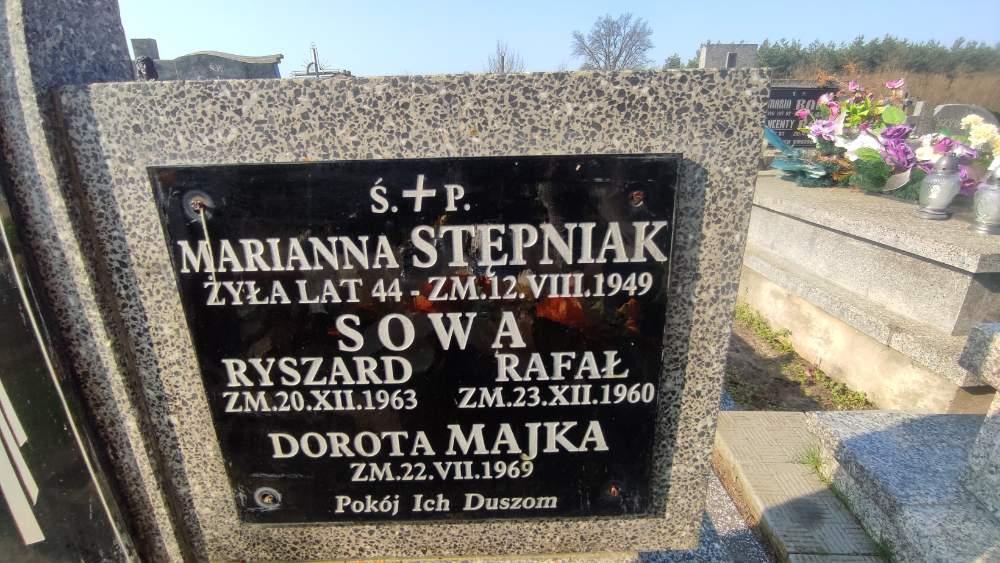 Ś. + P.
MARIANNA STĘPNIAK
ŻYŁA LAT 44 - ZM. 12. VIII. 1949
SOWA
RYSZARD RAFAŁ
ZM. 20. XII. 1963 ZM. 23. XII. 1960
DOROTA MAJKA
ZM. 22. VII. 1969
Pokój Ich Duszom